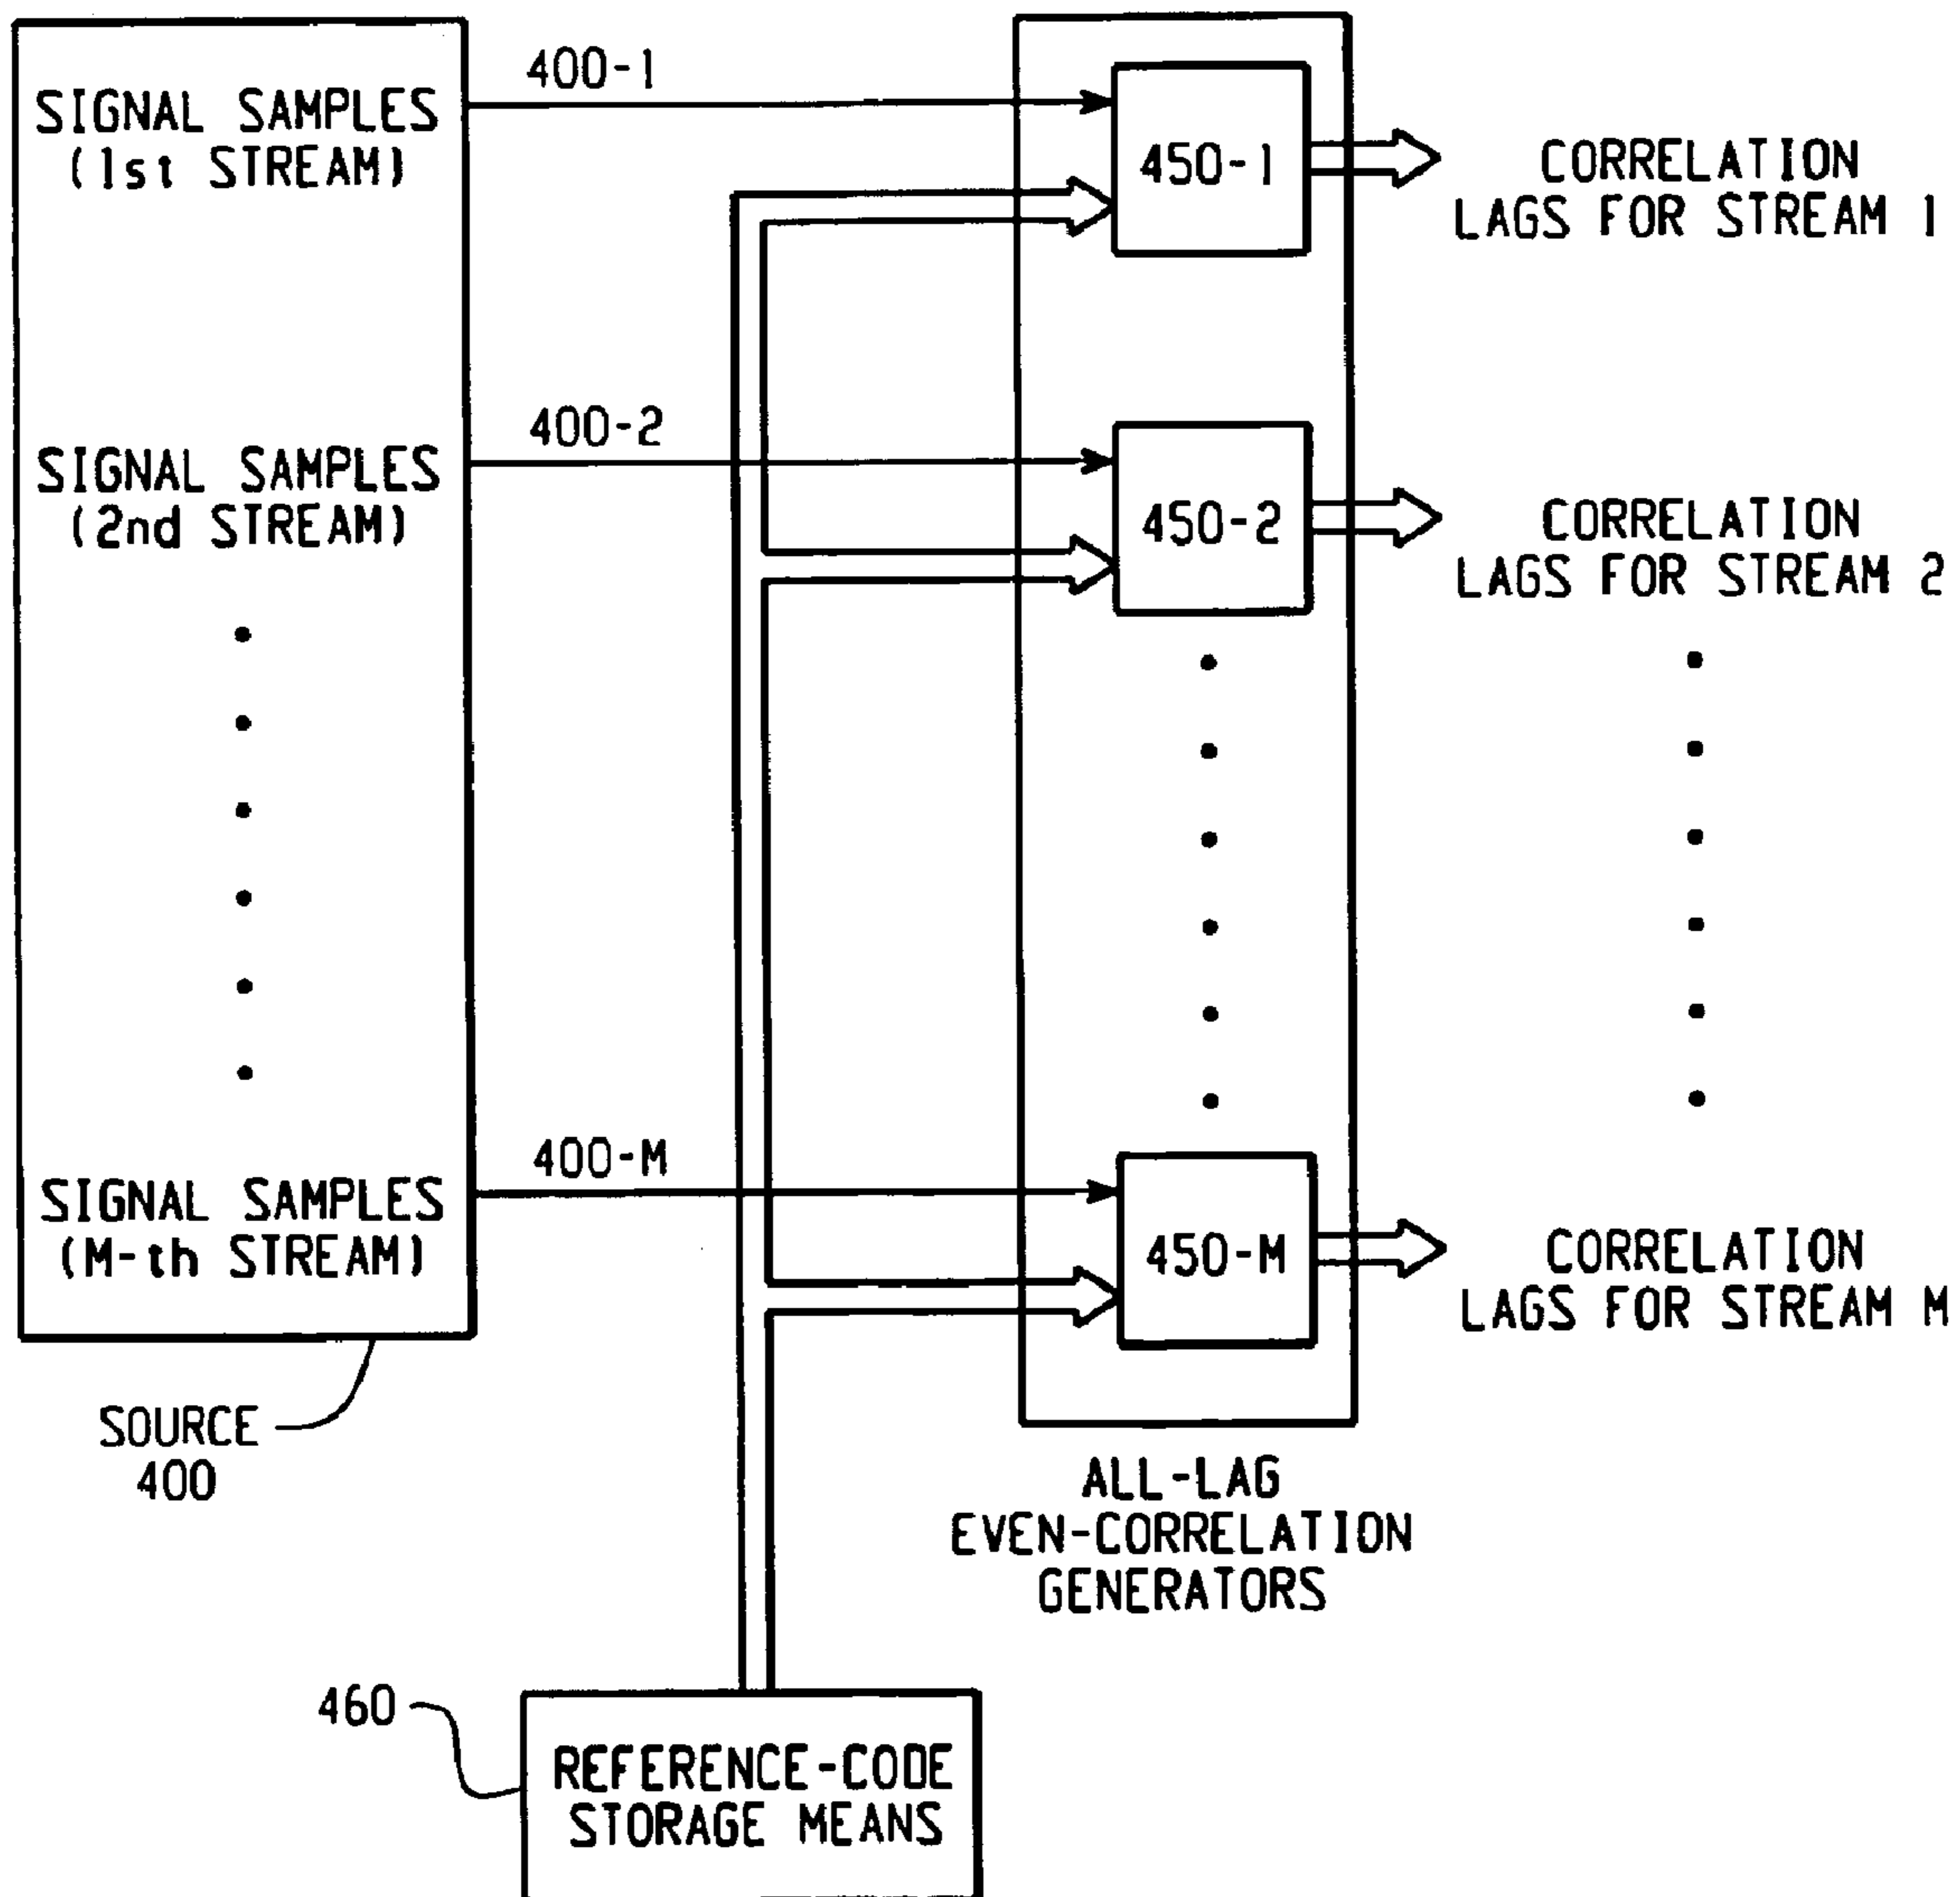 SIGNAL SAMPLES
(1st STREAM)
400-1
450-1
CORRELATION
LAGS FOR STREAM 1
SIGNAL SAMPLES
(2nd STREAM)
400-2
450-2
CORRELATION
LAGS FOR STREAM 2
SIGNAL SAMPLES
(M-th STREAM)
400-M
450-M
CORRELATION
LAGS FOR STREAM M
SOURCE
400
ALL-LAG
EVEN-CORRELATION
GENERATORS
460
REFERENCE-CODE
STORAGE MEANS